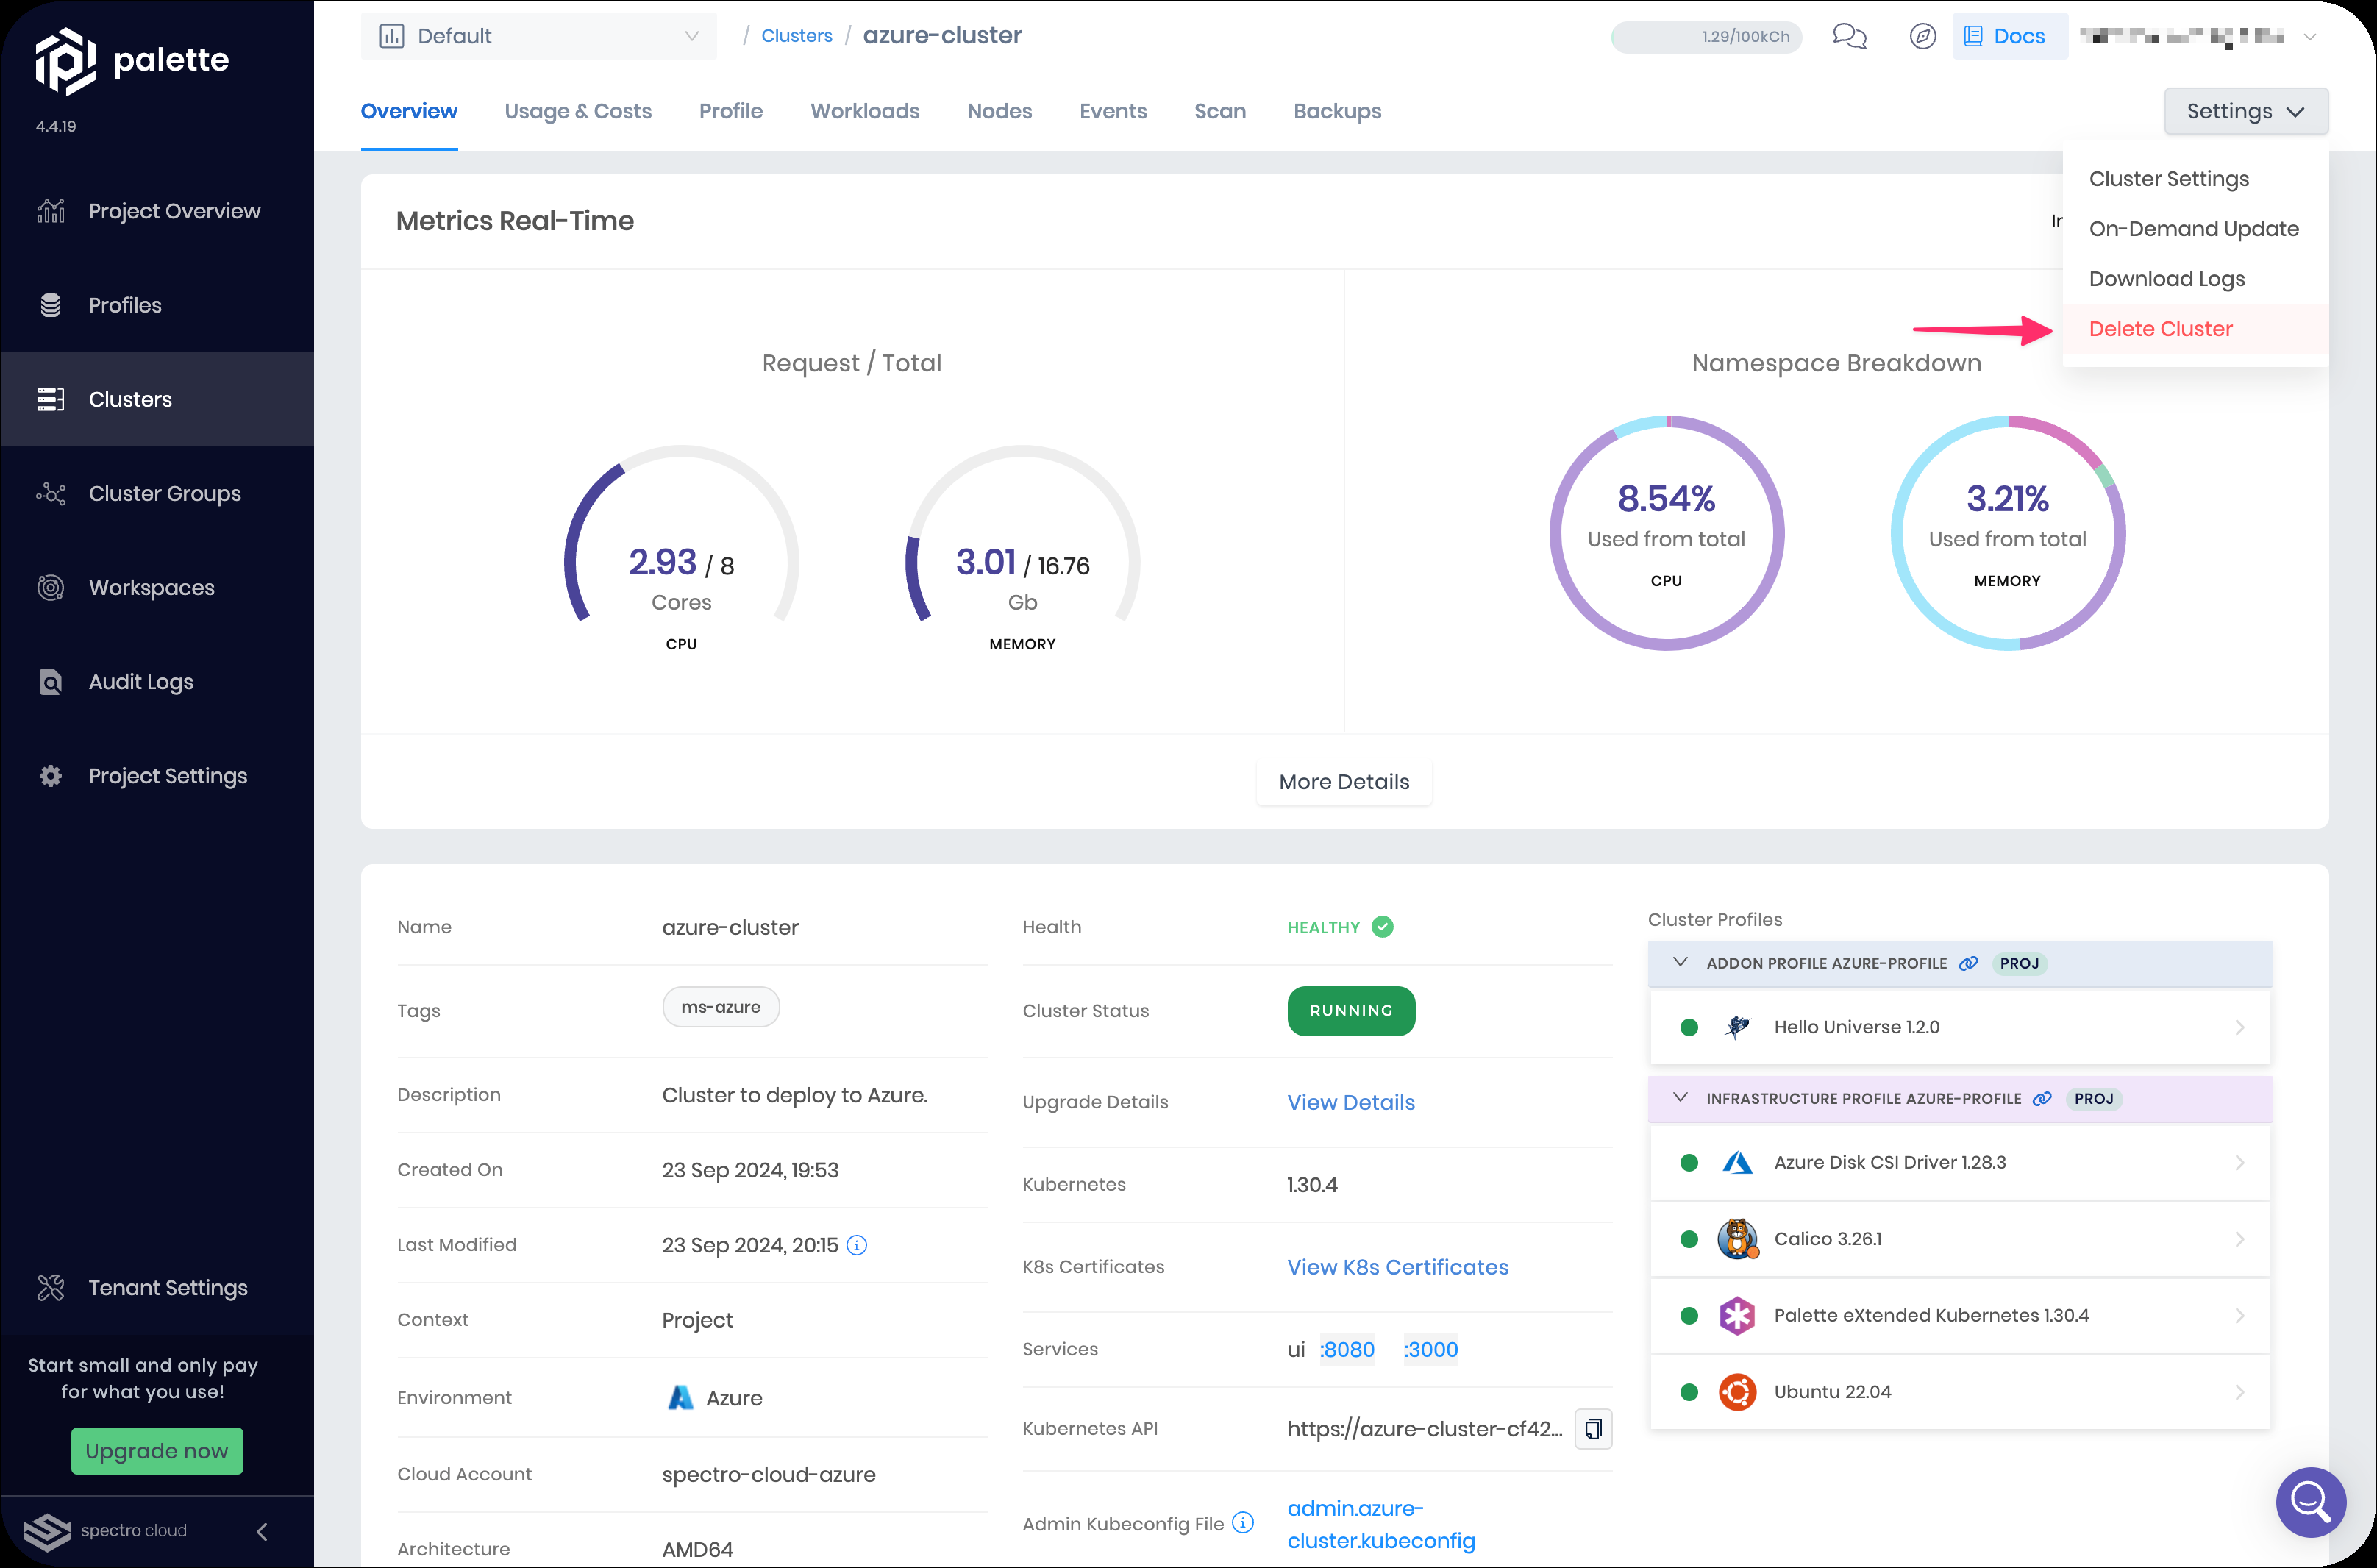 palette
4.4.19
Project Overview
Profiles
Clusters
Cluster Groups
Workspaces
Audit Logs
Project Settings
Tenant Settings
Start small and only pay
for what you use!
Upgrade now
spectro cloud
Default
/ Clusters / azure-cluster
1.29/100kCh
Docs
Overview
Usage & Costs
Profile
Workloads
Nodes
Events
Scan
Backups
Settings
Cluster Settings
On-Demand Update
Download Logs
Delete Cluster
Metrics Real-Time
Request / Total
2.93 / 8
Cores
CPU
3.01 / 16.76
Gb
MEMORY
Namespace Breakdown
8.54%
Used from total
CPU
3.21%
Used from total
MEMORY
More Details
Name
azure-cluster
Tags
ms-azure
Description
Cluster to deploy to Azure.
Created On
23 Sep 2024, 19:53
Last Modified
23 Sep 2024, 20:15
Context
Project
Environment
Azure
Cloud Account
spectro-cloud-azure
Architecture
AMD64
Health
HEALTHY
Cluster Status
RUNNING
Upgrade Details
View Details
Kubernetes
1.30.4
K8s Certificates
View K8s Certificates
Services
ui :8080 :3000
Kubernetes API
https://azure-cluster-cf42...
Admin Kubeconfig File
admin.azure-
cluster.kubeconfig
Cluster Profiles
ADDON PROFILE AZURE-PROFILE PROJ
Hello Universe 1.2.0
INFRASTRUCTURE PROFILE AZURE-PROFILE PROJ
Azure Disk CSI Driver 1.28.3
Calico 3.26.1
Palette eXtended Kubernetes 1.30.4
Ubuntu 22.04